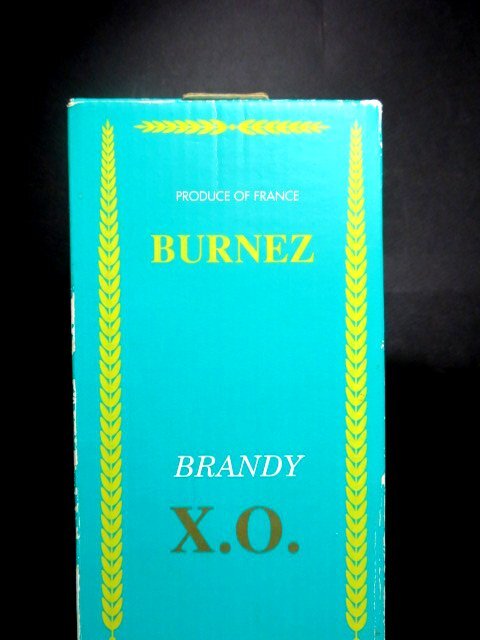 PRODUCE OF FRANCE
BURNEZ
BRANDY
X.O.